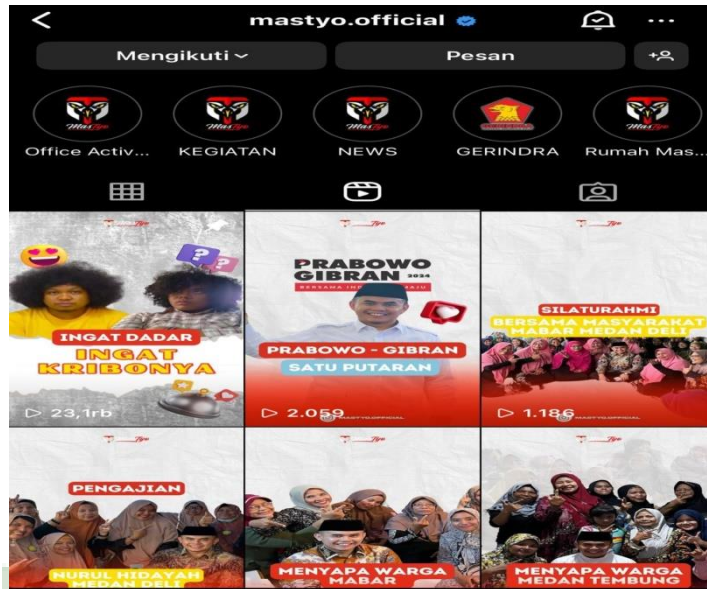 mastyo.official
Mengikuti
Pesan
Office Activ...
KEGIATAN
NEWS
GERINDRA
Rumah Mas...
INGAT DADAR
INGAT
KRIBONYA
23,1rb
PRABOWO
GIBRAN 2024
PRABOWO - GIBRAN
SATU PUTARAN
2.059
MASTYO.OFFICIAL
SILATURAHMI
BERSAMA MASYARAKAT
MABAR MEDAN DELI
1.186
PENGAJIAN
NURUL HIDAYAH
MEDAN DELI
MENYAPA WARGA
MABAR
MENYAPA WARGA
MEDAN TEMBUNG